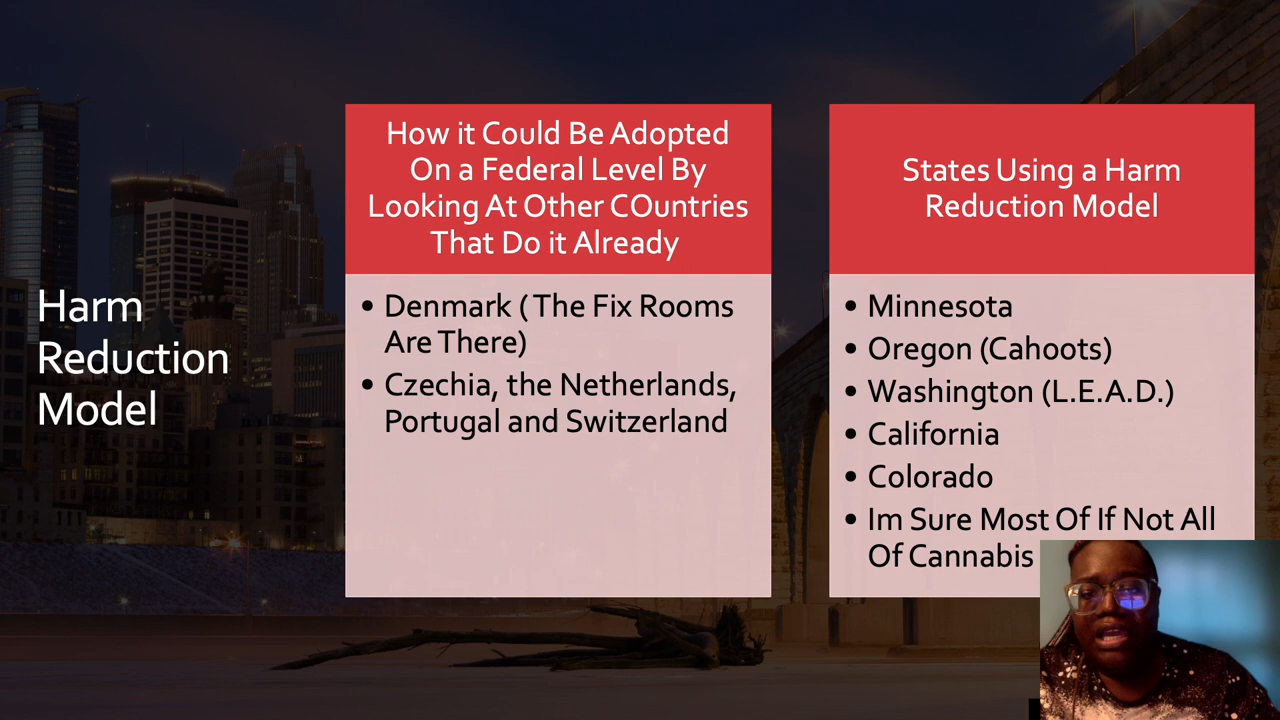 Harm
Reduction
Model
How it Could Be Adopted
On a Federal Level By
Looking At Other COuntries
That Do it Already
• Denmark ( The Fix Rooms
Are There)
• Czechia, the Netherlands,
Portugal and Switzerland
States Using a Harm
Reduction Model
• Minnesota
• Oregon (Cahoots)
• Washington (L.E.A.D.)
• California
• Colorado
• Im Sure Most Of If Not All
Of Cannabis